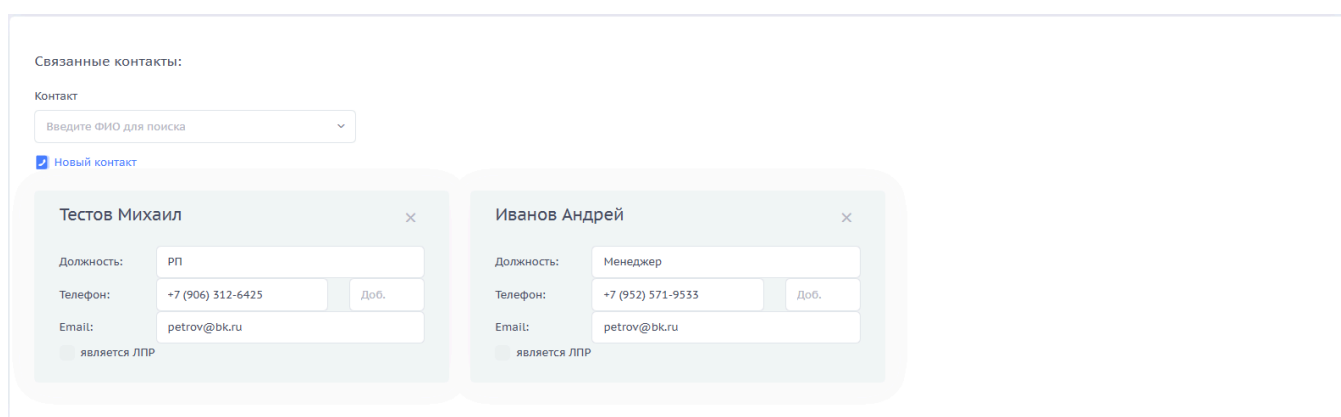 Связанные контакты:
Контакт
Введите ФИО для поиска
Новый контакт
Тестов Михаил
Должность: РП
Телефон: +7 (906) 312-6425 Доб.
Email: petrov@bk.ru
является ЛПР
Иванов Андрей
Должность: Менеджер
Телефон: +7 (952) 571-9533 Доб.
Email: petrov@bk.ru
является ЛПР